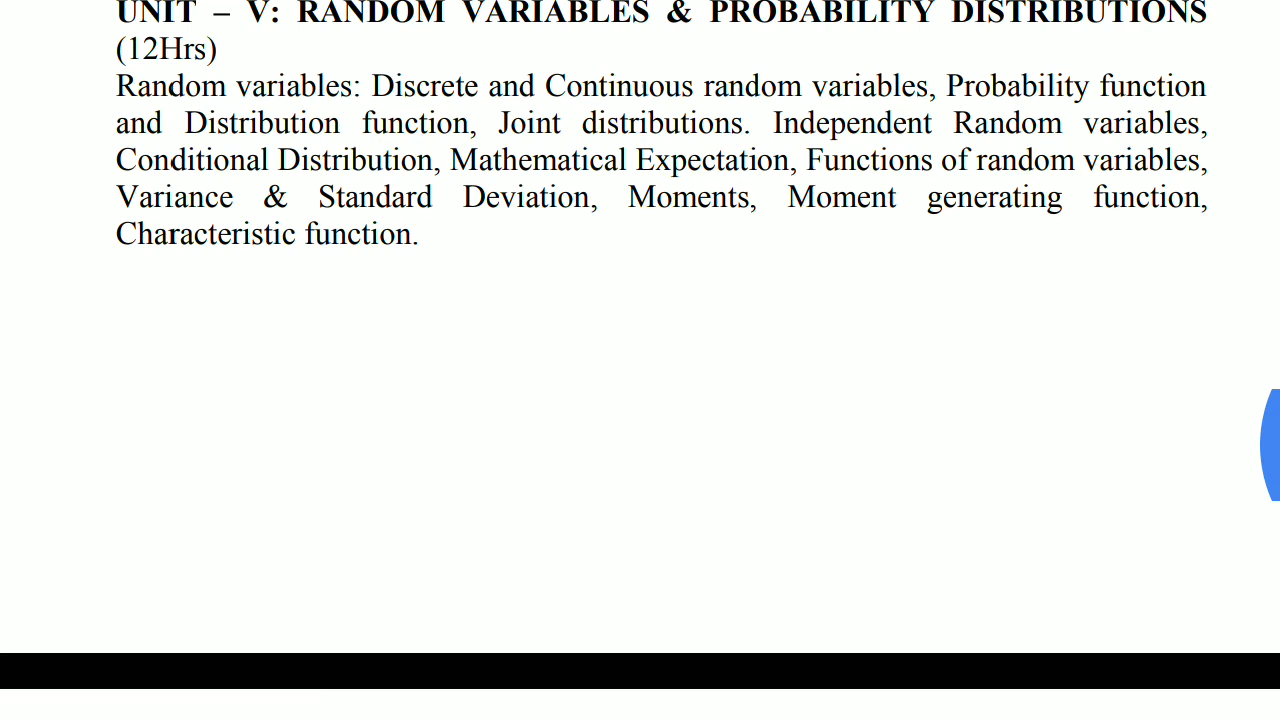 UNIT – V: RANDOM VARIABLES & PROBABILITY DISTRIBUTIONS
(12Hrs)
Random variables: Discrete and Continuous random variables, Probability function
and Distribution function, Joint distributions. Independent Random variables,
Conditional Distribution, Mathematical Expectation, Functions of random variables,
Variance & Standard Deviation, Moments, Moment generating function,
Characteristic function.